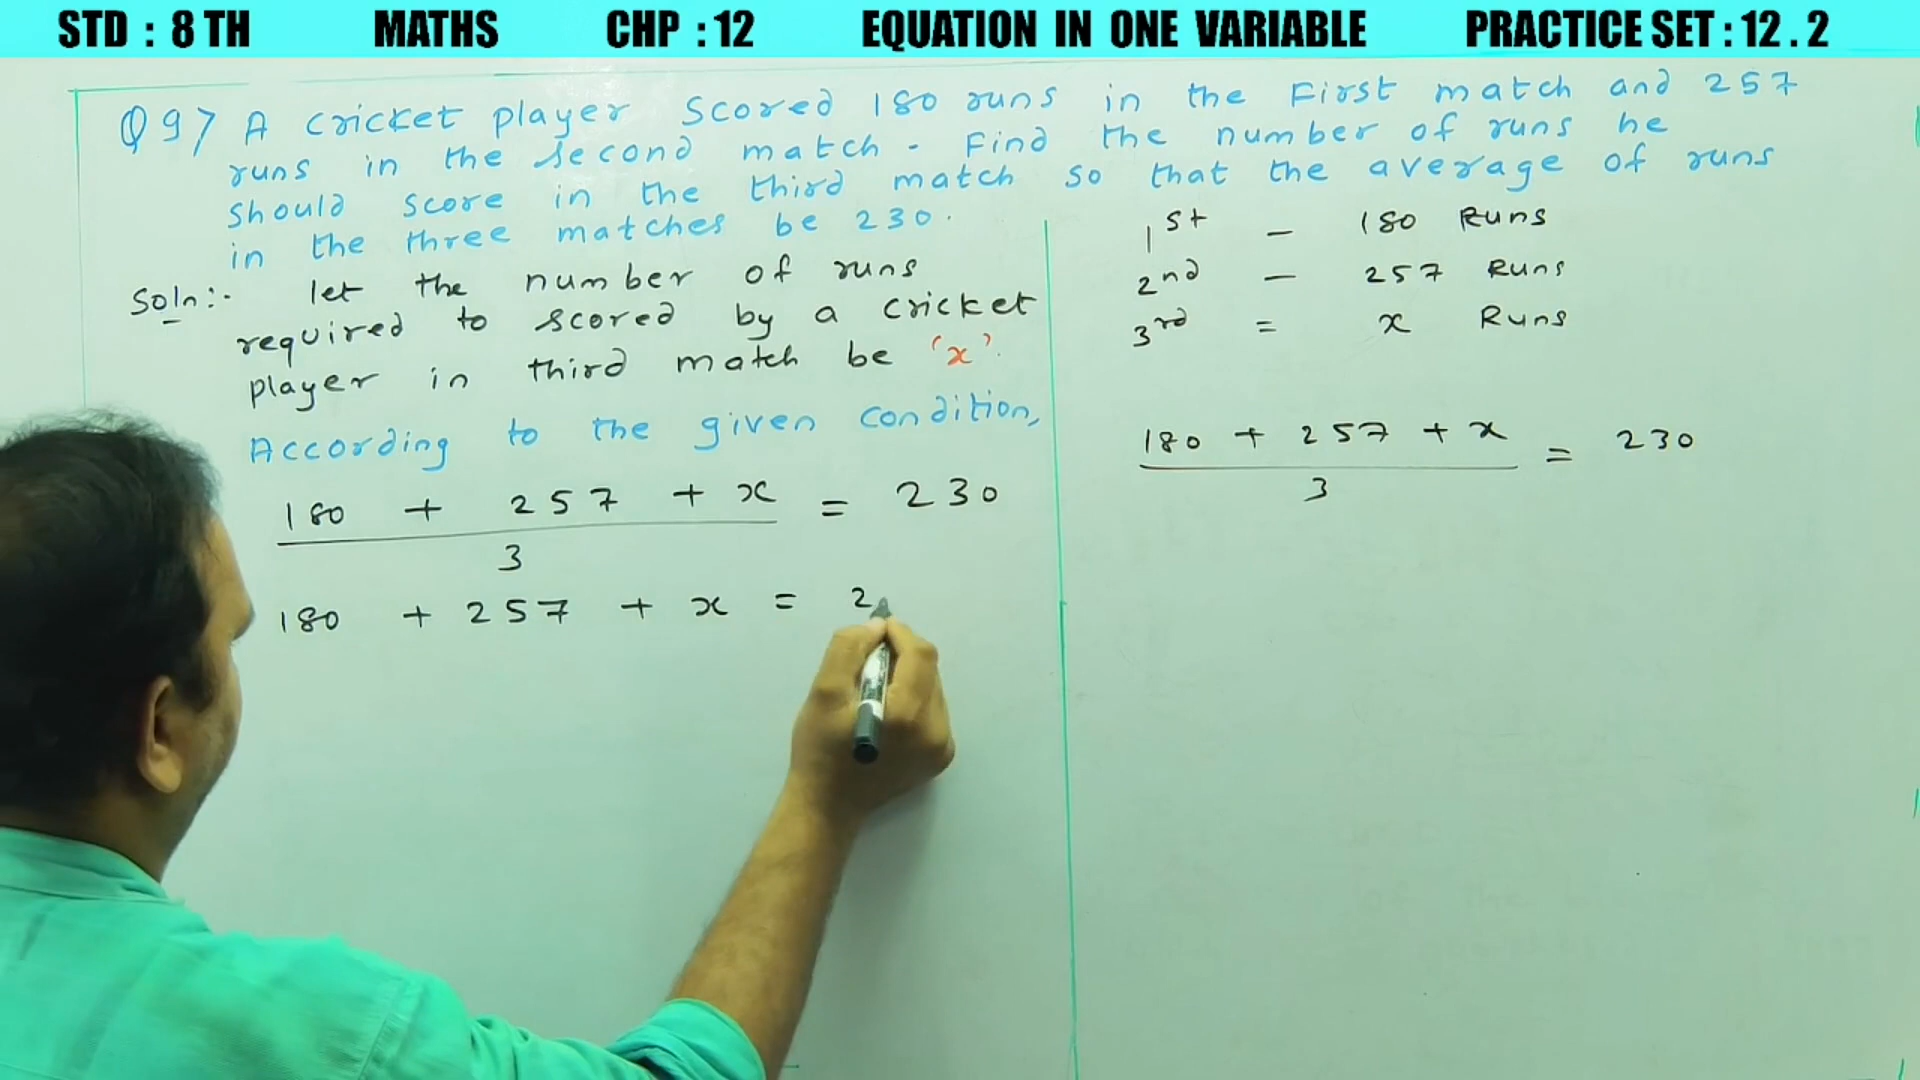 STD : 8 TH MATHS CHP : 12 EQUATION IN ONE VARIABLE PRACTICE SET : 12 . 2
Q 9) A cricket player scored 180 runs in the First match and 257
runs in the second match . Find the number of runs he
should score in the third match so that the average of runs
in the three matches be 230 .
Soln :- let the number of runs
required to scored by a cricket
player in third match be 'x'.
According to the given condition,
180 + 257 + x = 230
3
180 + 257 + x = 2
1st - 180 Runs
2nd - 257 Runs
3rd = x Runs
180 + 257 + x = 230
3